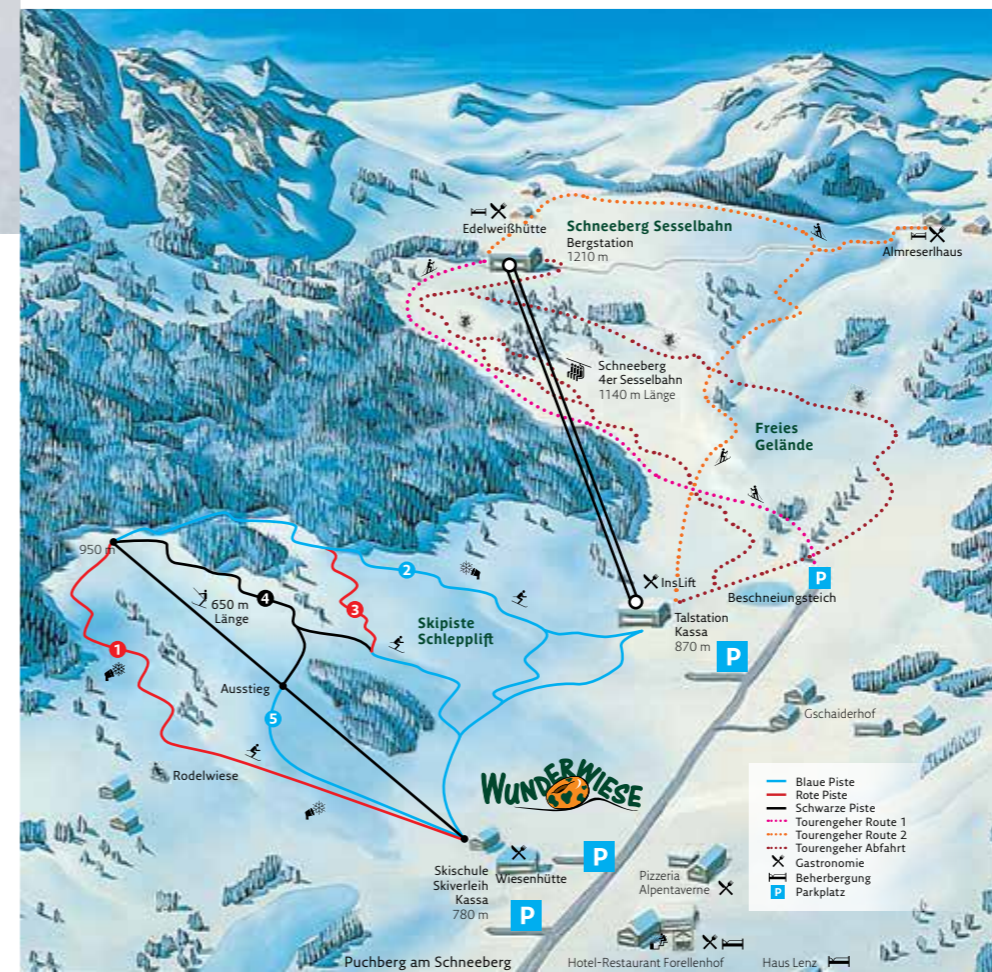 Edelweißhütte
Schneeberg Sesselbahn
Bergstation
1210 m
Almreserlhaus
Schneeberg
4er Sesselbahn
1140 m Länge
Freies
Gelände
950 m
2
4
650 m
Länge
3
Skipiste
Schlepplift
1
InsLift
P
Beschneiungsteich
Talstation
Kassa
870 m
P
Ausstieg
5
Gschaiderhof
Rodelwiese
WUNDERWIESE
Blaue Piste
Rote Piste
Schwarze Piste
Tourengeher Route 1
Tourengeher Route 2
Tourengeher Abfahrt
Gastronomie
Beherbergung
P Parkplatz
Skischule
Skiverleih
Kassa
780 m
Wiesenhütte
P
P
Pizzeria
Alpentaverne
Puchberg am Schneeberg
Hotel-Restaurant Forellenhof
Haus Lenz